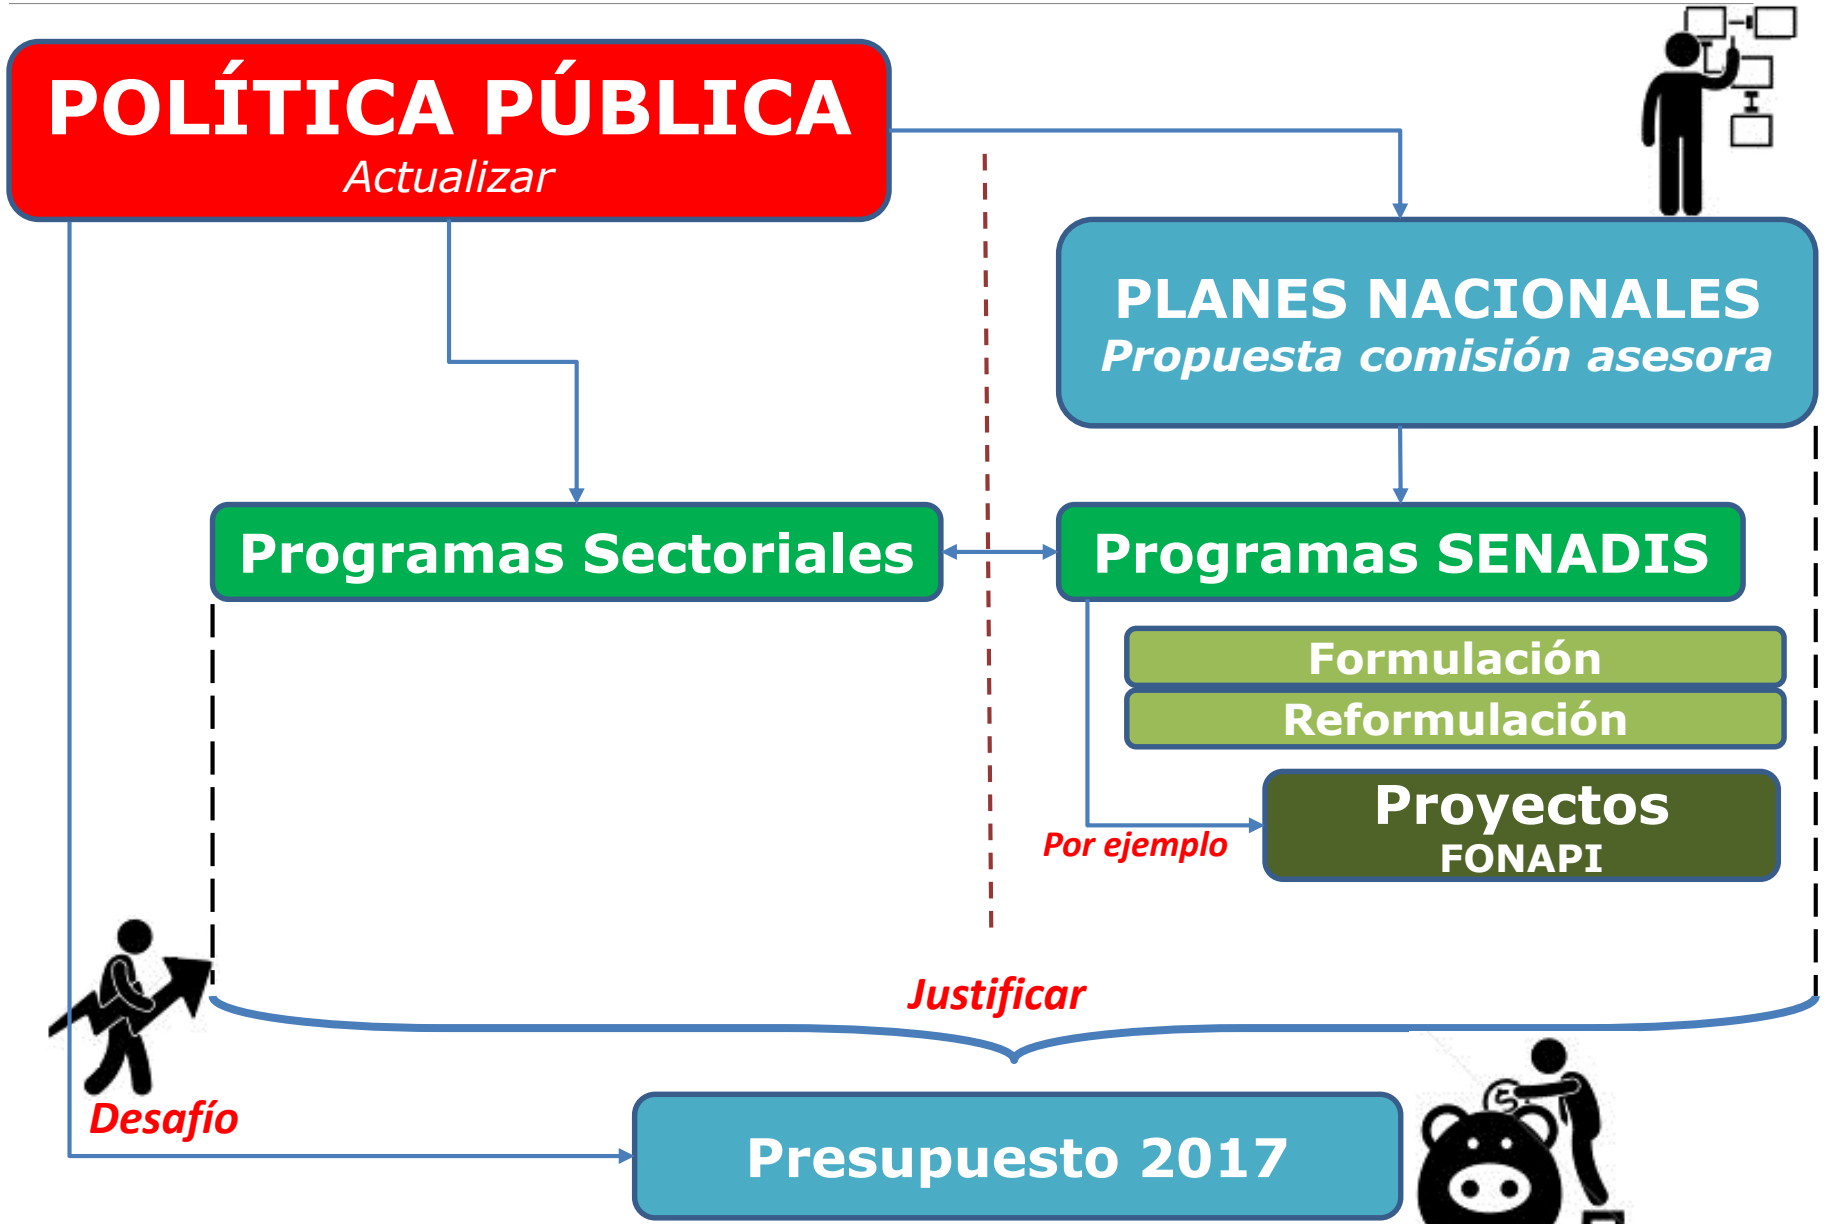 POLÍTICA PÚBLICA
Actualizar
PLANES NACIONALES
Propuesta comisión asesora
Programas Sectoriales
Programas SENADIS
Formulación
Reformulación
Proyectos
FONAPI
Por ejemplo
Justificar
Desafío
Presupuesto 2017